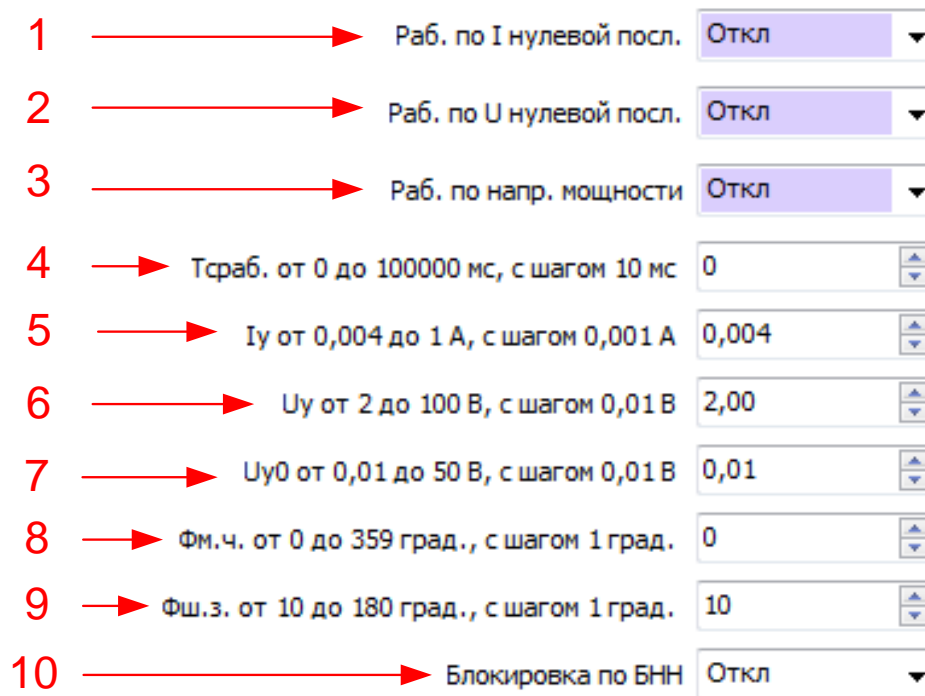 1 Раб. по I нулевой посл. Откл
2 Раб. по U нулевой посл. Откл
3 Раб. по напр. мощности Откл
4 Тсраб. от 0 до 100000 мс, с шагом 10 мс 0
5 Iу от 0,004 до 1 А, с шагом 0,001 А 0,004
6 Uу от 2 до 100 В, с шагом 0,01 В 2,00
7 Uу0 от 0,01 до 50 В, с шагом 0,01 В 0,01
8 Фм.ч. от 0 до 359 град., с шагом 1 град. 0
9 Фш.з. от 10 до 180 град., с шагом 1 град. 10
10 Блокировка по БНН Откл